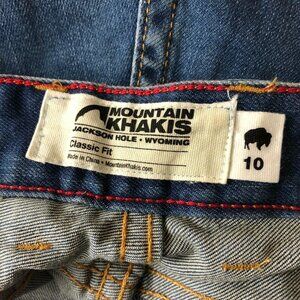 MOUNTAIN
KHAKIS
JACKSON HOLE • WYOMING
Classic Fit
Made in China • MountainKhakis.com
10